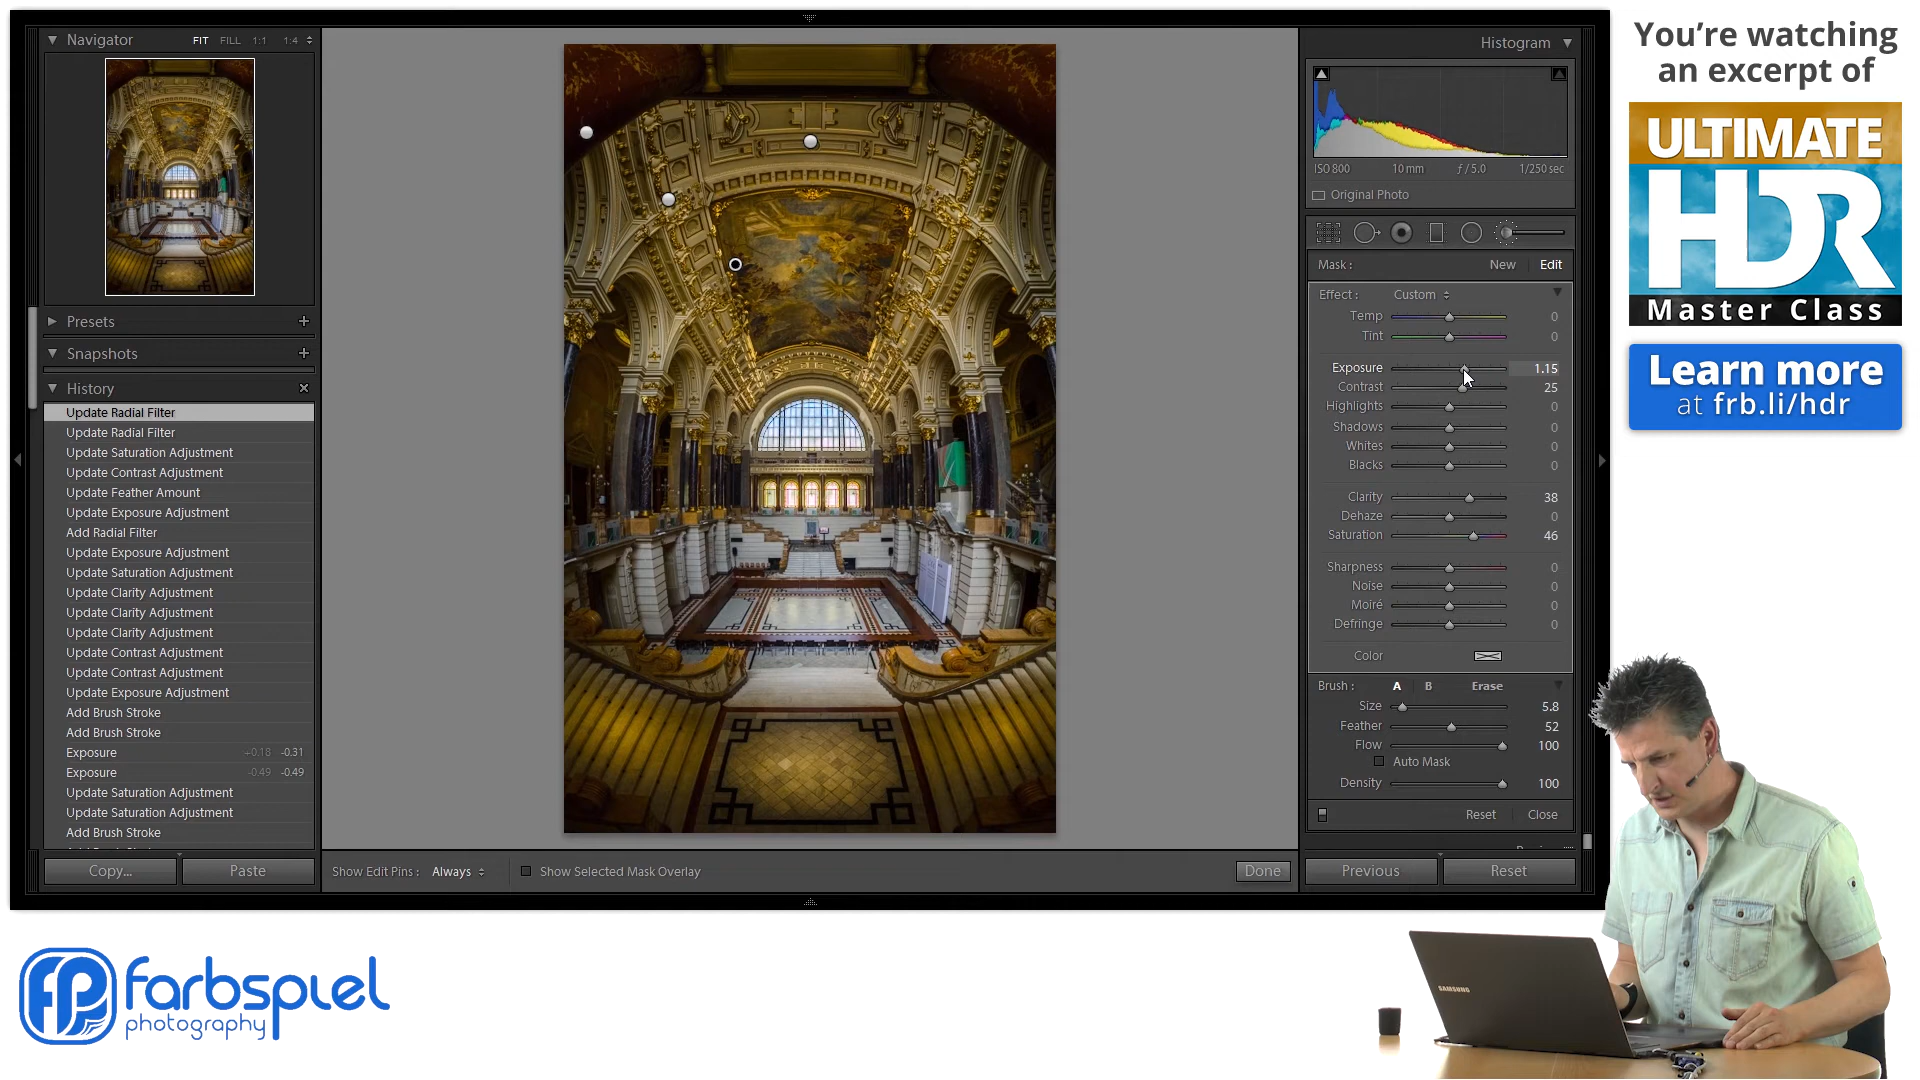 Navigator
FIT FILL 1:1 1:4
Presets
Snapshots
History
Update Radial Filter
Update Radial Filter
Update Saturation Adjustment
Update Contrast Adjustment
Update Feather Amount
Update Exposure Adjustment
Add Radial Filter
Update Exposure Adjustment
Update Saturation Adjustment
Update Clarity Adjustment
Update Clarity Adjustment
Update Clarity Adjustment
Update Contrast Adjustment
Update Contrast Adjustment
Update Exposure Adjustment
Add Brush Stroke
Add Brush Stroke
Exposure +0.18 -0.31
Exposure -0.49 -0.49
Update Saturation Adjustment
Update Saturation Adjustment
Add Brush Stroke
Copy... Paste
Show Edit Pins : Always Show Selected Mask Overlay Done
Histogram
ISO 800 10 mm ƒ / 5.0 1/250 sec
Original Photo
Mask : New Edit
Effect : Custom
Temp 0
Tint 0
Exposure 1.15
Contrast 25
Highlights 0
Shadows 0
Whites 0
Blacks 0
Clarity 38
Dehaze 0
Saturation 46
Sharpness 0
Noise 0
Moiré 0
Defringe 0
Color
Brush : A B Erase
Size 5.8
Feather 52
Flow 100
Auto Mask
Density 100
Reset Close
Previous Reset
You're watching
an excerpt of
ULTIMATE
HDR
Master Class
Learn more
at frb.li/hdr
SAMSUNG
fp farbspiel
photography